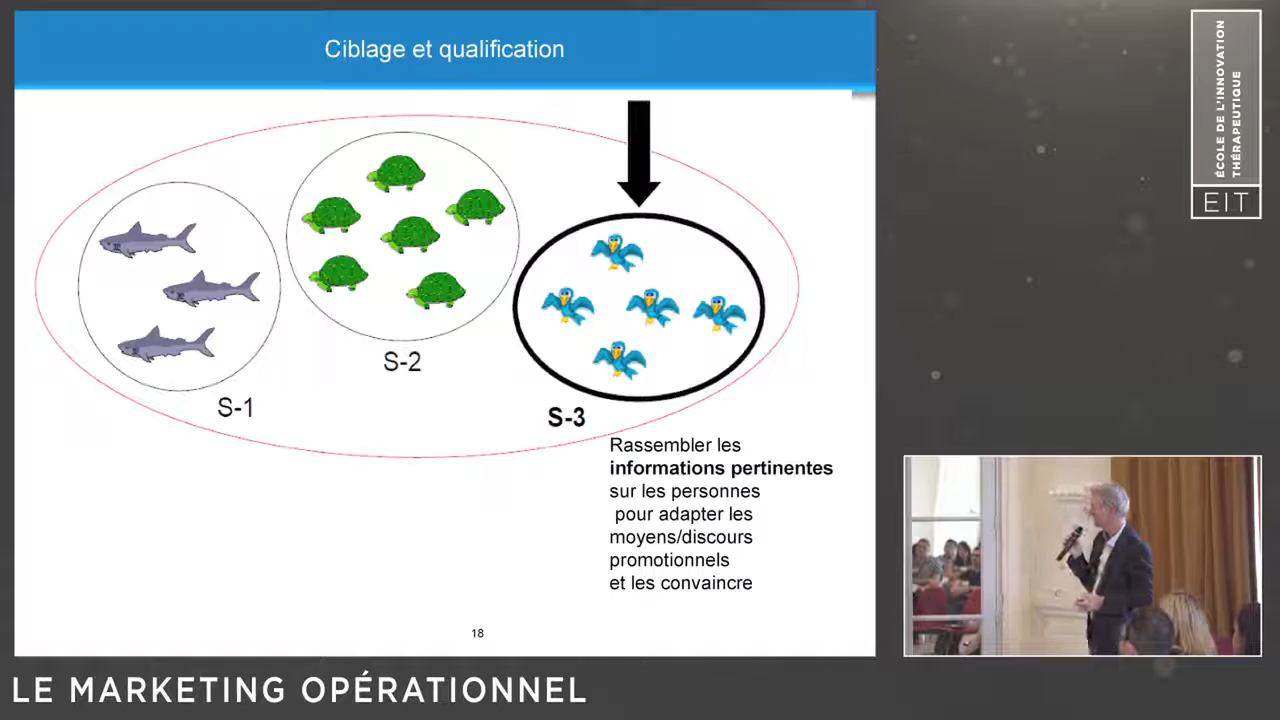 Ciblage et qualification
S-1
S-2
S-3
Rassembler les
informations pertinentes
sur les personnes
pour adapter les
moyens/discours
promotionnels
et les convaincre
18
ÉCOLE DE L'INNOVATION
THÉRAPEUTIQUE
EIT
LE MARKETING OPÉRATIONNEL